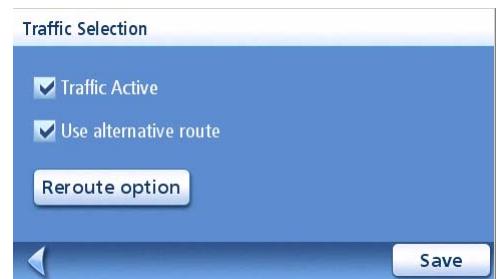 Traffic Selection
Traffic Active
Use alternative route
Reroute option
Save